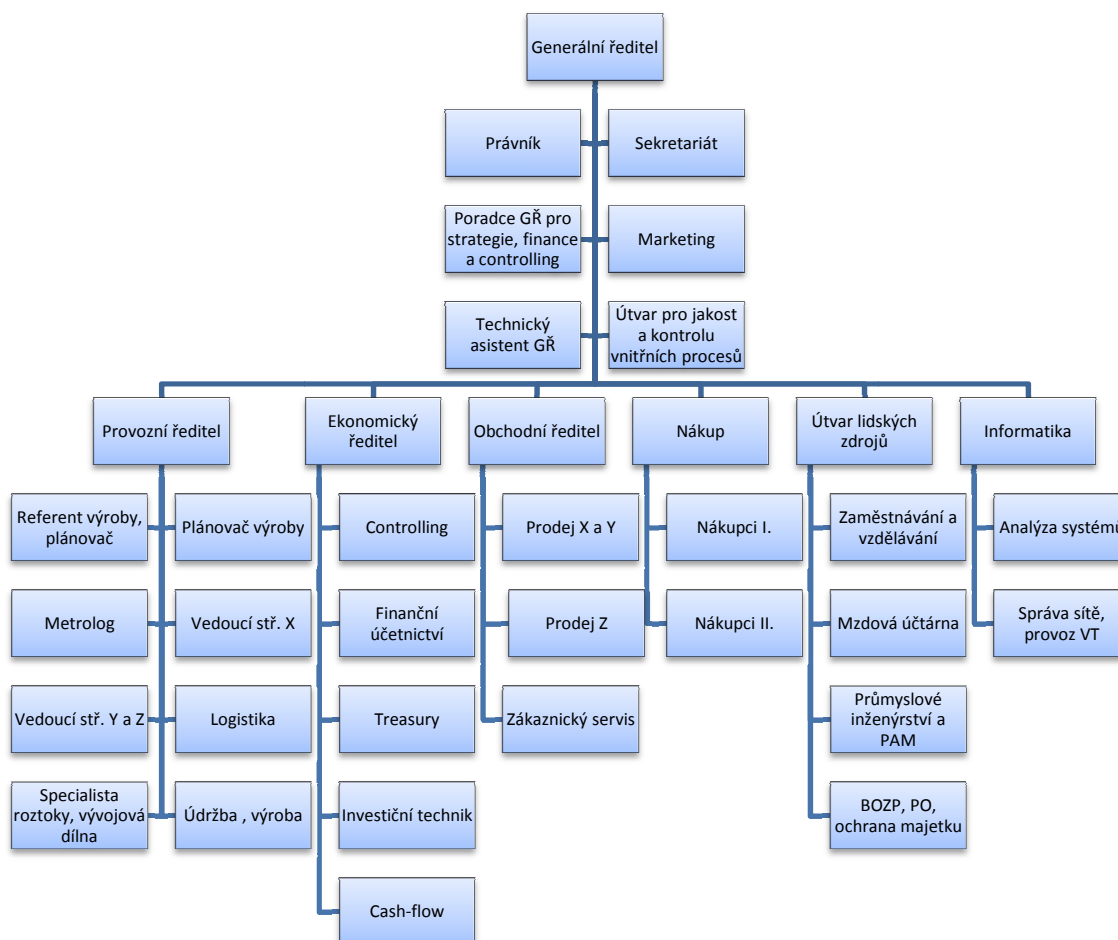 Generální ředitel
Právník
Sekretariát
Poradce GŘ pro
strategie, finance
a controlling
Marketing
Technický
asistent GŘ
Útvar pro jakost
a kontrolu
vnitřních procesů
Provozní ředitel
Ekonomický
ředitel
Obchodní ředitel
Nákup
Útvar lidských
zdrojů
Informatika
Referent výroby,
plánovač
Plánovač výroby
Controlling
Prodej X a Y
Nákupci I.
Zaměstnávání a
vzdělávání
Analýza systémů
Metrolog
Vedoucí stř. X
Finanční
účetnictví
Prodej Z
Nákupci II.
Mzdová účtárna
Správa sítě,
provoz VT
Vedoucí stř. Y a Z
Logistika
Treasury
Zákaznický servis
Průmyslové
inženýrství a
PAM
Specialista
roztoky, vývojová
dílna
Údržba , výroba
Investiční technik
BOZP, PO,
ochrana majetku
Cash-flow